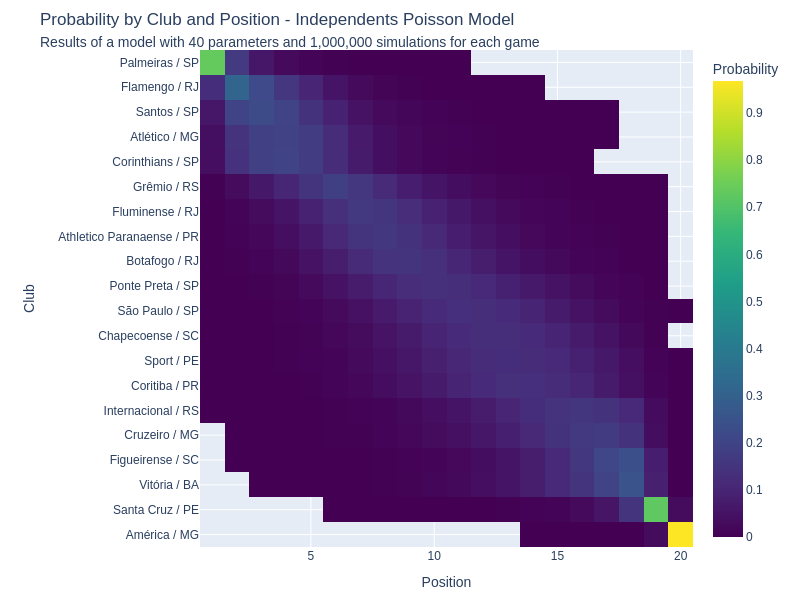 Probability by Club and Position - Independents Poisson Model
Results of a model with 40 parameters and 1,000,000 simulations for each game
Probability
Club
Palmeiras / SP
Flamengo / RJ
Santos / SP
Atlético / MG
Corinthians / SP
Grêmio / RS
Fluminense / RJ
Athletico Paranaense / PR
Botafogo / RJ
Ponte Preta / SP
São Paulo / SP
Chapecoense / SC
Sport / PE
Coritiba / PR
Internacional / RS
Cruzeiro / MG
Figueirense / SC
Vitória / BA
Santa Cruz / PE
América / MG
5 10 15 20
Position
0.9
0.8
0.7
0.6
0.5
0.4
0.3
0.2
0.1
0